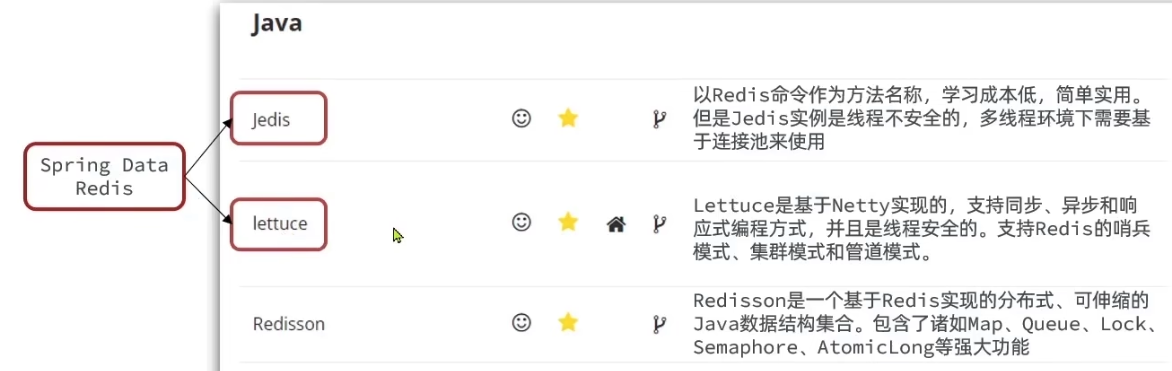 Java
Spring Data
Redis
Jedis
以Redis命令作为方法名称，学习成本低，简单实用。
但是Jedis实例是线程不安全的，多线程环境下需要基
于连接池来使用
lettuce
Lettuce是基于Netty实现的，支持同步、异步和响
应式编程方式，并且是线程安全的。支持Redis的哨兵
模式、集群模式和管道模式。
Redisson
Redisson是一个基于Redis实现的分布式、可伸缩的
Java数据结构集合。包含了诸如Map、Queue、Lock、
Semaphore、AtomicLong等强大功能